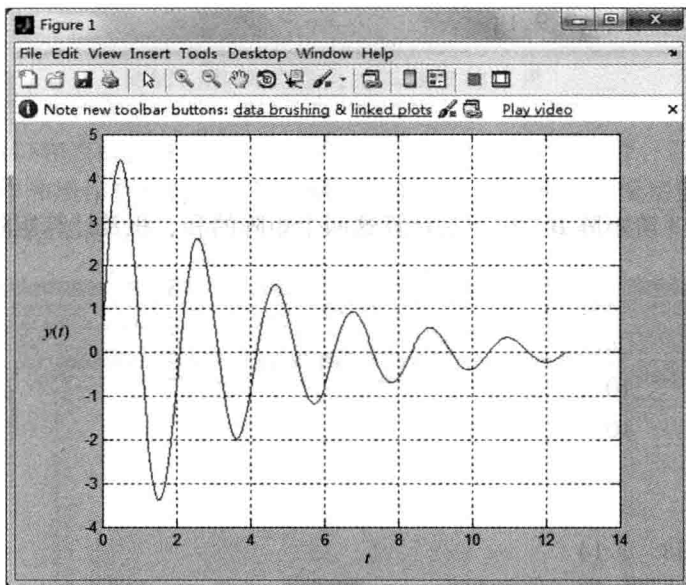 Figure 1
File Edit View Insert Tools Desktop Window Help
Note new toolbar buttons: data brushing & linked plots Play video
5
4
3
2
1
0
-1
-2
-3
-4
y(t)
0 2 4 6 8 10 12 14
t